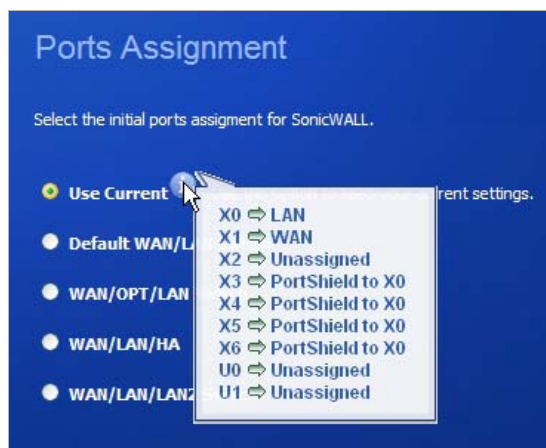 Ports Assignment
Select the initial ports assigment for SonicWALL.
Use Current rent settings.
X0 ⇨ LAN
X1 ⇨ WAN
X2 ⇨ Unassigned
X3 ⇨ PortShield to X0
X4 ⇨ PortShield to X0
X5 ⇨ PortShield to X0
X6 ⇨ PortShield to X0
U0 ⇨ Unassigned
U1 ⇨ Unassigned
Default WAN/LA
WAN/OPT/LAN
WAN/LAN/HA
WAN/LAN/LAN2